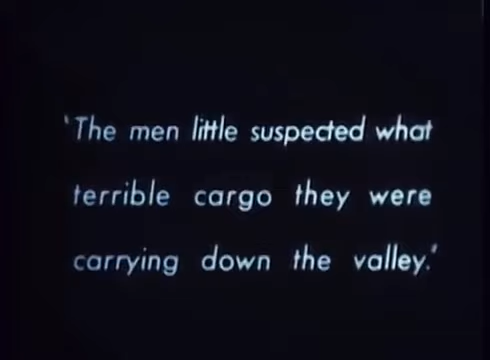 'The men little suspected what
terrible cargo they were
carrying down the valley.'